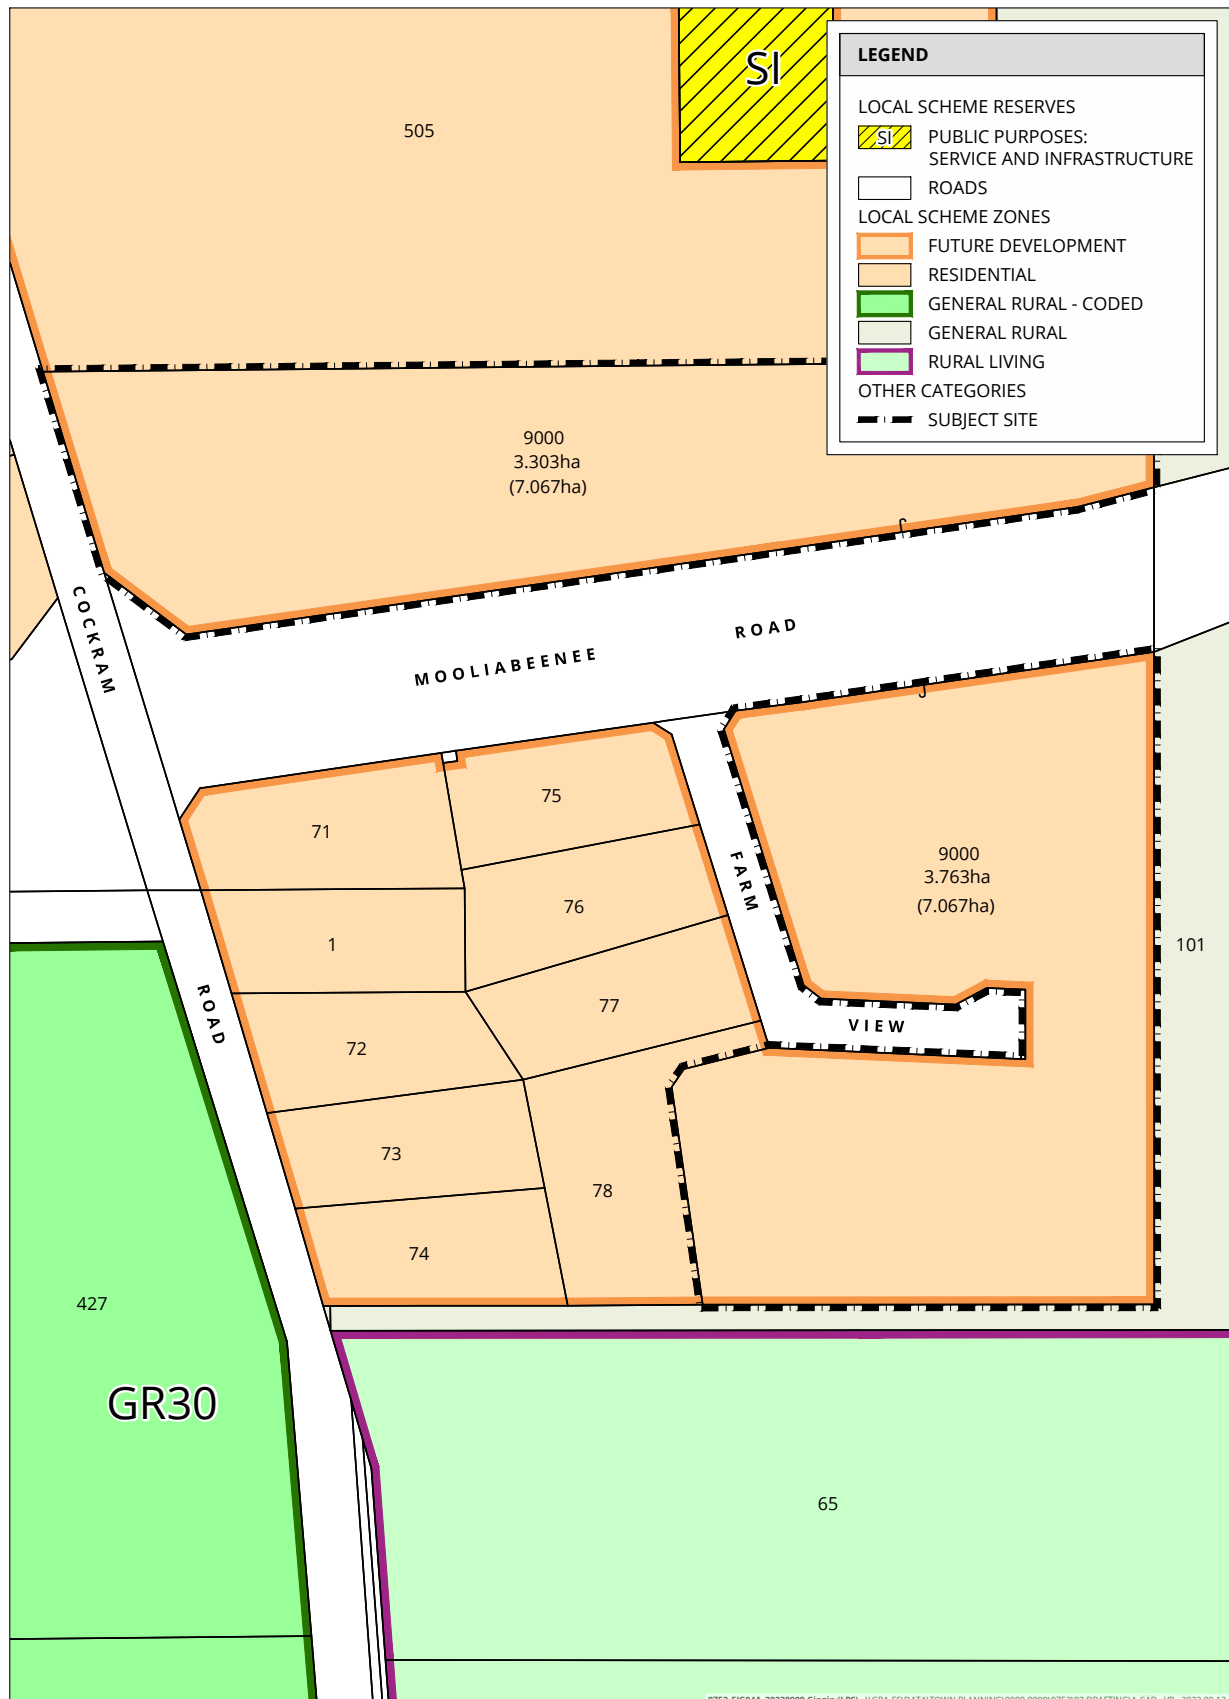 SI
505
LEGEND
LOCAL SCHEME RESERVES
SI PUBLIC PURPOSES:
SERVICE AND INFRASTRUCTURE
ROADS
LOCAL SCHEME ZONES
FUTURE DEVELOPMENT
RESIDENTIAL
GENERAL RURAL - CODED
GENERAL RURAL
RURAL LIVING
OTHER CATEGORIES
SUBJECT SITE
9000
3.303ha
(7.067ha)
COCKRAM
ROAD
MOOLIABEENEE
ROAD
71
75
76
1
77
72
73
78
74
FARM
VIEW
9000
3.763ha
(7.067ha)
101
427
GR30
65